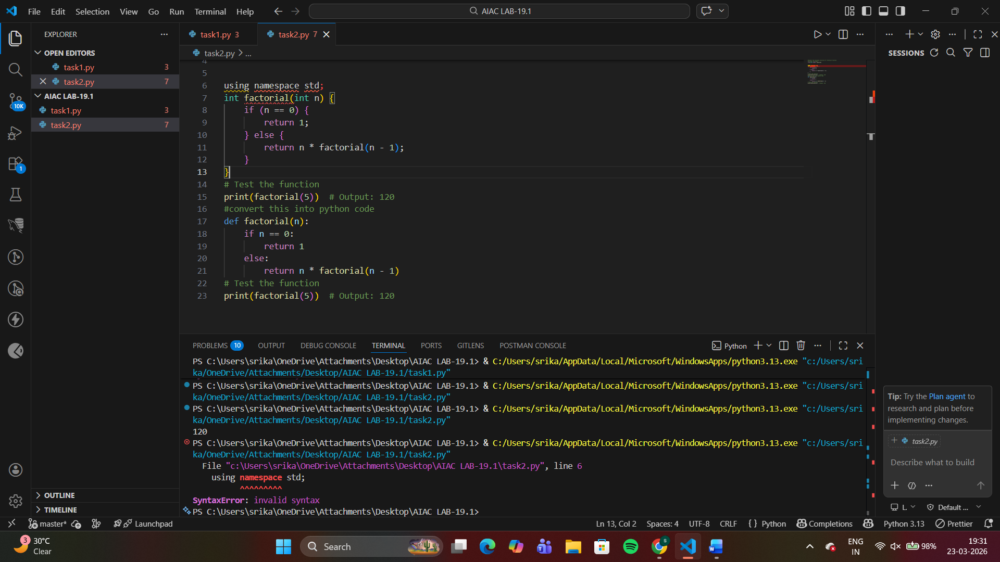 File Edit Selection View Go Run Terminal Help
AIAC LAB-19.1
EXPLORER
OPEN EDITORS
task1.py 3
task2.py 7
AIAC LAB-19.1
task1.py 3
task2.py 7
10K
1
OUTLINE
TIMELINE
task1.py 3
task2.py 7
task2.py > ...
4
5
6 using namespace std;
7 int factorial(int n) {
8 if (n == 0) {
9 return 1;
10 } else {
11 return n * factorial(n - 1);
12 }
13 }
14 # Test the function
15 print(factorial(5))  # Output: 120
16 #convert this into python code
17 def factorial(n):
18 if n == 0:
19 return 1
20 else:
21 return n * factorial(n - 1)
22 # Test the function
23 print(factorial(5))  # Output: 120
PROBLEMS 10 OUTPUT DEBUG CONSOLE TERMINAL PORTS GITLENS POSTMAN CONSOLE
Python
PS C:\Users\srika\OneDrive\Attachments\Desktop\AIAC LAB-19.1> & C:/Users/srika/AppData/Local/Microsoft/WindowsApps/python3.13.exe "c:/Users/sri
ka/OneDrive/Attachments/Desktop/AIAC LAB-19.1/task1.py"
PS C:\Users\srika\OneDrive\Attachments\Desktop\AIAC LAB-19.1> & C:/Users/srika/AppData/Local/Microsoft/WindowsApps/python3.13.exe "c:/Users/sri
ka/OneDrive/Attachments/Desktop/AIAC LAB-19.1/task2.py"
PS C:\Users\srika\OneDrive\Attachments\Desktop\AIAC LAB-19.1> & C:/Users/srika/AppData/Local/Microsoft/WindowsApps/python3.13.exe "c:/Users/sri
ka/OneDrive/Attachments/Desktop/AIAC LAB-19.1/task2.py"
120
PS C:\Users\srika\OneDrive\Attachments\Desktop\AIAC LAB-19.1> & C:/Users/srika/AppData/Local/Microsoft/WindowsApps/python3.13.exe "c:/Users/sri
ka/OneDrive/Attachments/Desktop/AIAC LAB-19.1/task2.py"
File "c:\Users\srika\OneDrive\Attachments\Desktop\AIAC LAB-19.1\task2.py", line 6
using namespace std;
^^^^^^^^^
SyntaxError: invalid syntax
PS C:\Users\srika\OneDrive\Attachments\Desktop\AIAC LAB-19.1>
SESSIONS
Tip: Try the Plan agent to
research and plan before
implementing changes.
task2.py
Describe what to build
L. Default ...
master* Launchpad
Ln 13, Col 2 Spaces: 4 UTF-8 CRLF { } Python Completions Python 3.13 Prettier
3
30°C
Clear
Search
ENG
IN
98%
19:31
23-03-2026